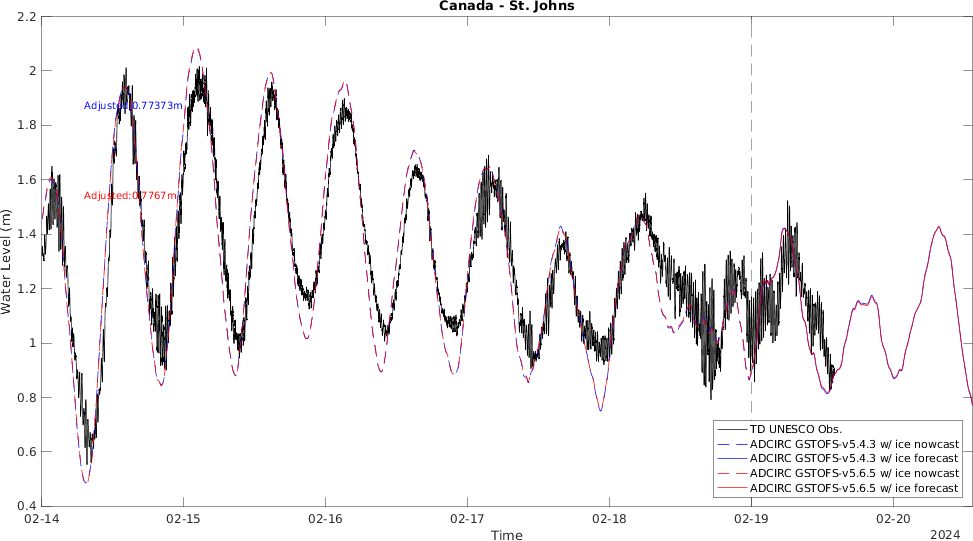 Canada - St. Johns
2.2
2
1.8
1.6
1.4
1.2
1
0.8
0.6
0.4
Water Level (m)
Adjusted:0.77373m
Adjusted:0.7767m
TD UNESCO Obs.
ADCIRC GSTOFS-v5.4.3 w/ ice nowcast
ADCIRC GSTOFS-v5.4.3 w/ ice forecast
ADCIRC GSTOFS-v5.6.5 w/ ice nowcast
ADCIRC GSTOFS-v5.6.5 w/ ice forecast
02-14 02-15 02-16 02-17 02-18 02-19 02-20
Time
2024